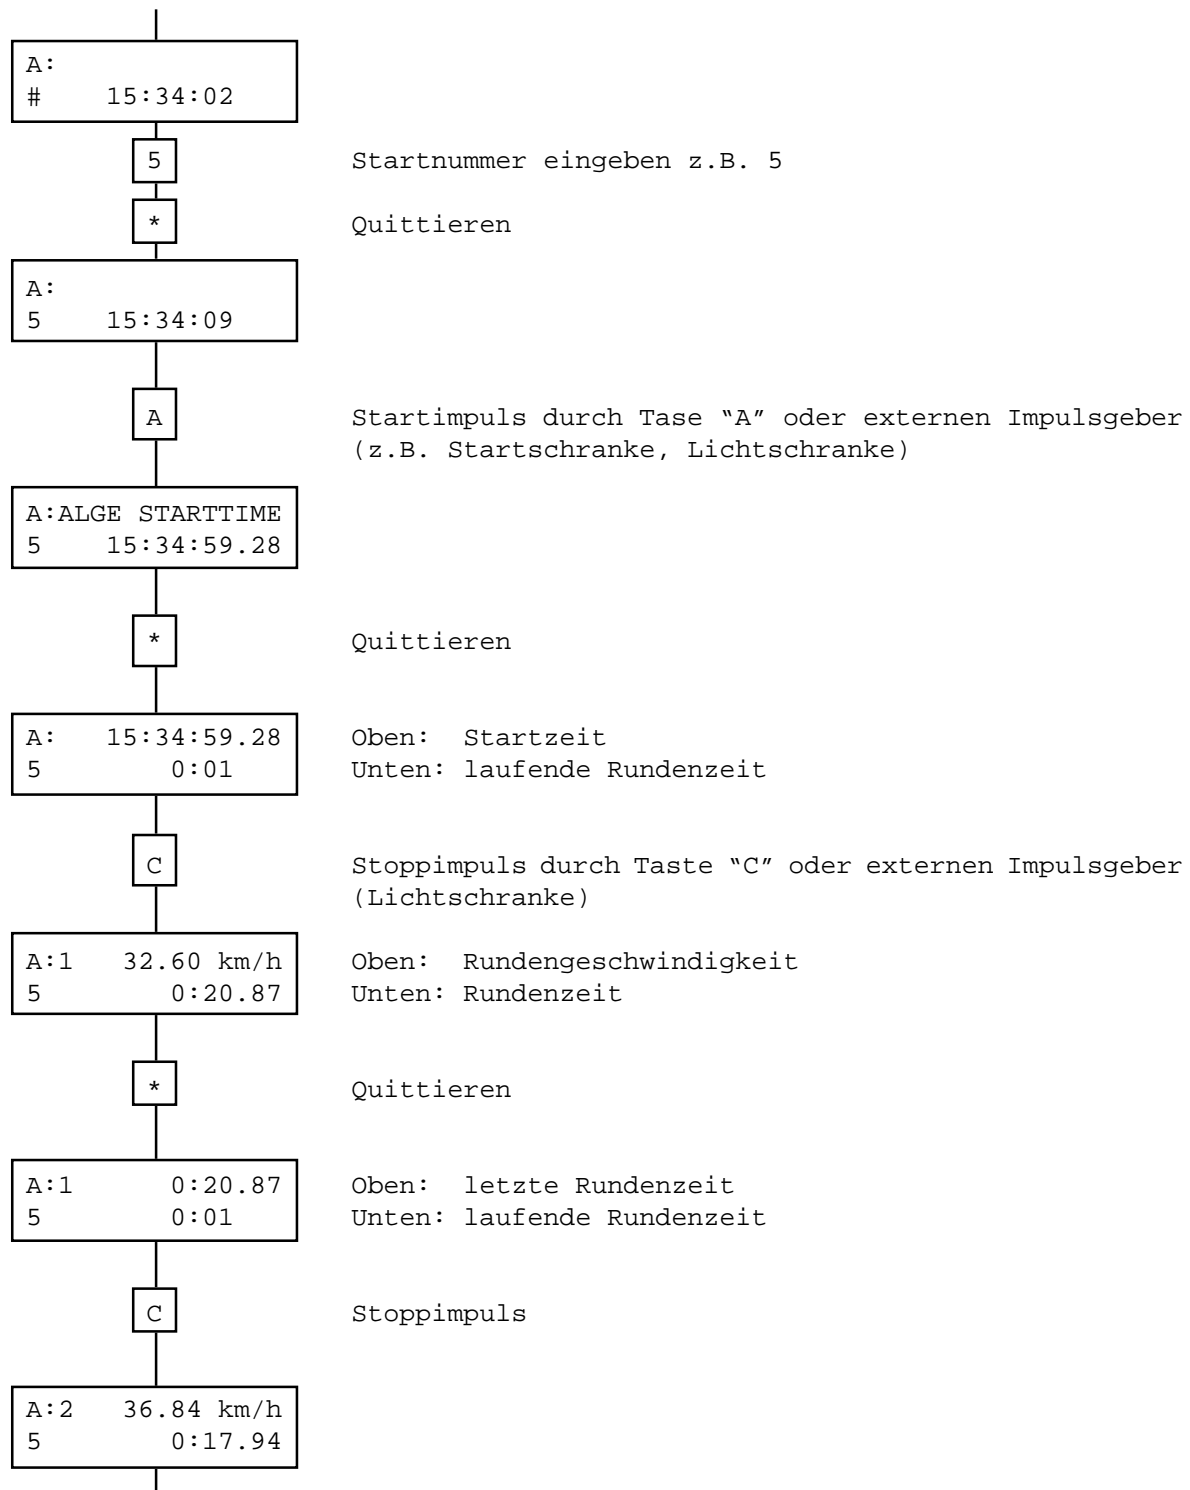 A:
# 15:34:02
5 Startnummer eingeben z.B. 5
* Quittieren
A:
5 15:34:09
A Startimpuls durch Tase “A” oder externen Impulsgeber
(z.B. Startschranke, Lichtschranke)
A:ALGE STARTTIME
5 15:34:59.28
* Quittieren
A: 15:34:59.28 Oben: Startzeit
5 0:01 Unten: laufende Rundenzeit
C Stoppimpuls durch Taste “C” oder externen Impulsgeber
(Lichtschranke)
A:1 32.60 km/h Oben: Rundengeschwindigkeit
5 0:20.87 Unten: Rundenzeit
* Quittieren
A:1 0:20.87 Oben: letzte Rundenzeit
5 0:01 Unten: laufende Rundenzeit
C Stoppimpuls
A:2 36.84 km/h
5 0:17.94